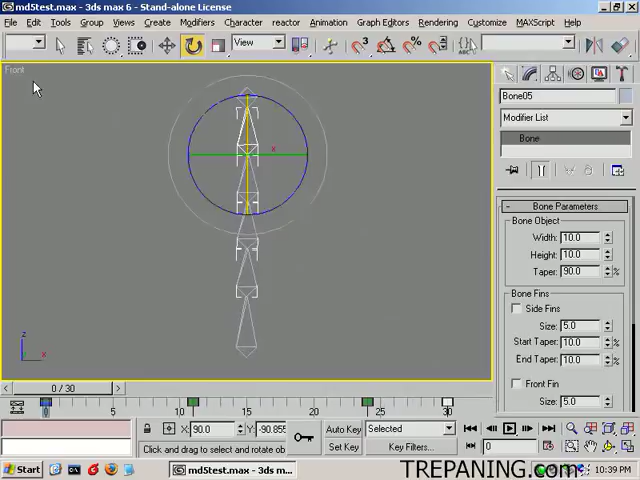 md5test.max - 3ds max 6 - Stand-alone License
File Edit Tools Group Views Create Modifiers Character reactor Animation Graph Editors Rendering Customize MAXScript Help
View
Front
x
z
x
Bone05
Modifier List
Bone
- Bone Parameters
Bone Object
Width: 10.0
Height: 10.0
Taper: 90.0 %
Bone Fins
Side Fins
Size: 5.0
Start Taper: 10.0 %
End Taper: 10.0 %
Front Fin
Size: 5.0
< 0 / 30 >
0 5 10 15 20 25 30
X: 90.0 Y: -90.855 Auto Key Selected
Click and drag to select and rotate ob Set Key Key Filters... 0
Start md5test.max - 3ds m... 10:39 PM
TREPANING.com